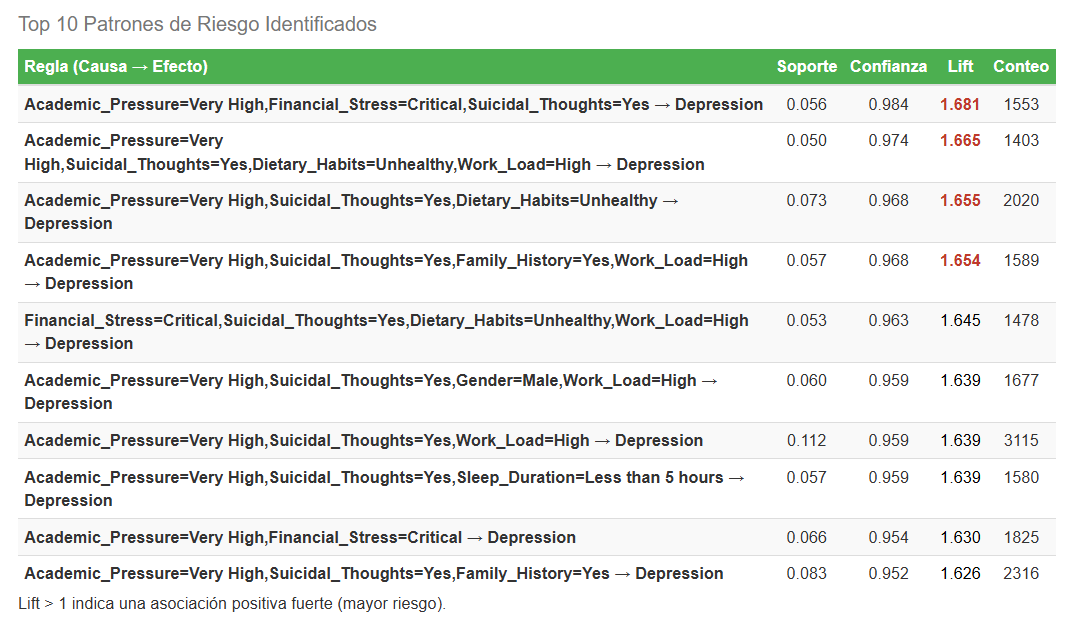 Top 10 Patrones de Riesgo Identificados
Regla (Causa → Efecto) Soporte Confianza Lift Conteo
Academic_Pressure=Very High,Financial_Stress=Critical,Suicidal_Thoughts=Yes → Depression 0.056 0.984 1.681 1553
Academic_Pressure=Very 0.050 0.974 1.665 1403
High,Suicidal_Thoughts=Yes,Dietary_Habits=Unhealthy,Work_Load=High → Depression
Academic_Pressure=Very High,Suicidal_Thoughts=Yes,Dietary_Habits=Unhealthy → 0.073 0.968 1.655 2020
Depression
Academic_Pressure=Very High,Suicidal_Thoughts=Yes,Family_History=Yes,Work_Load=High 0.057 0.968 1.654 1589
→ Depression
Financial_Stress=Critical,Suicidal_Thoughts=Yes,Dietary_Habits=Unhealthy,Work_Load=High 0.053 0.963 1.645 1478
→ Depression
Academic_Pressure=Very High,Suicidal_Thoughts=Yes,Gender=Male,Work_Load=High → 0.060 0.959 1.639 1677
Depression
Academic_Pressure=Very High,Suicidal_Thoughts=Yes,Work_Load=High → Depression 0.112 0.959 1.639 3115
Academic_Pressure=Very High,Suicidal_Thoughts=Yes,Sleep_Duration=Less than 5 hours → 0.057 0.959 1.639 1580
Depression
Academic_Pressure=Very High,Financial_Stress=Critical → Depression 0.066 0.954 1.630 1825
Academic_Pressure=Very High,Suicidal_Thoughts=Yes,Family_History=Yes → Depression 0.083 0.952 1.626 2316
Lift > 1 indica una asociación positiva fuerte (mayor riesgo).